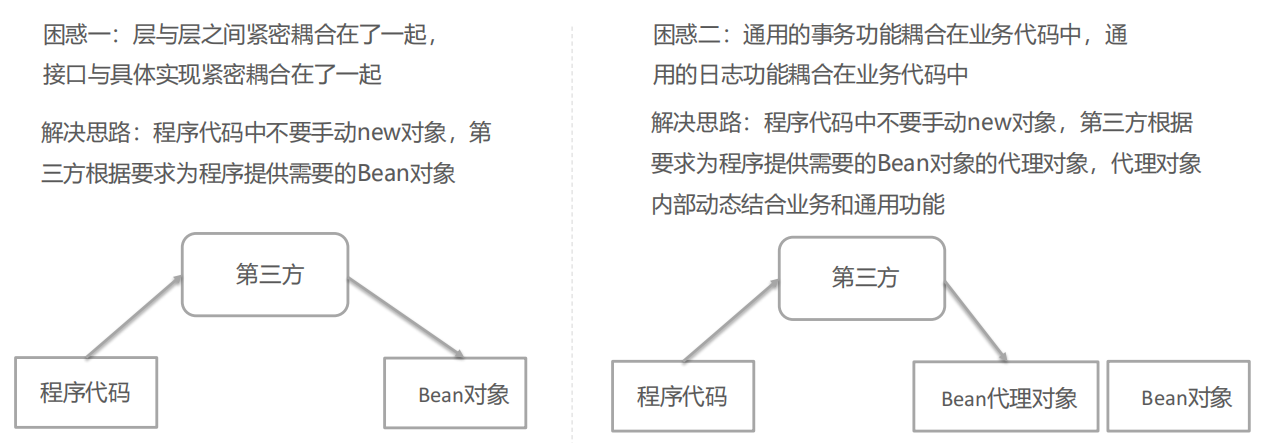 困惑一：层与层之间紧密耦合在了一起，
接口与具体实现紧密耦合在了一起
解决思路：程序代码中不要手动new对象，第
三方根据要求为程序提供需要的Bean对象
第三方
程序代码
Bean对象
困惑二：通用的事务功能耦合在业务代码中，通
用的日志功能耦合在业务代码中
解决思路：程序代码中不要手动new对象，第三方根据
要求为程序提供需要的Bean对象的代理对象，代理对象
内部动态结合业务和通用功能
第三方
程序代码
Bean代理对象
Bean对象